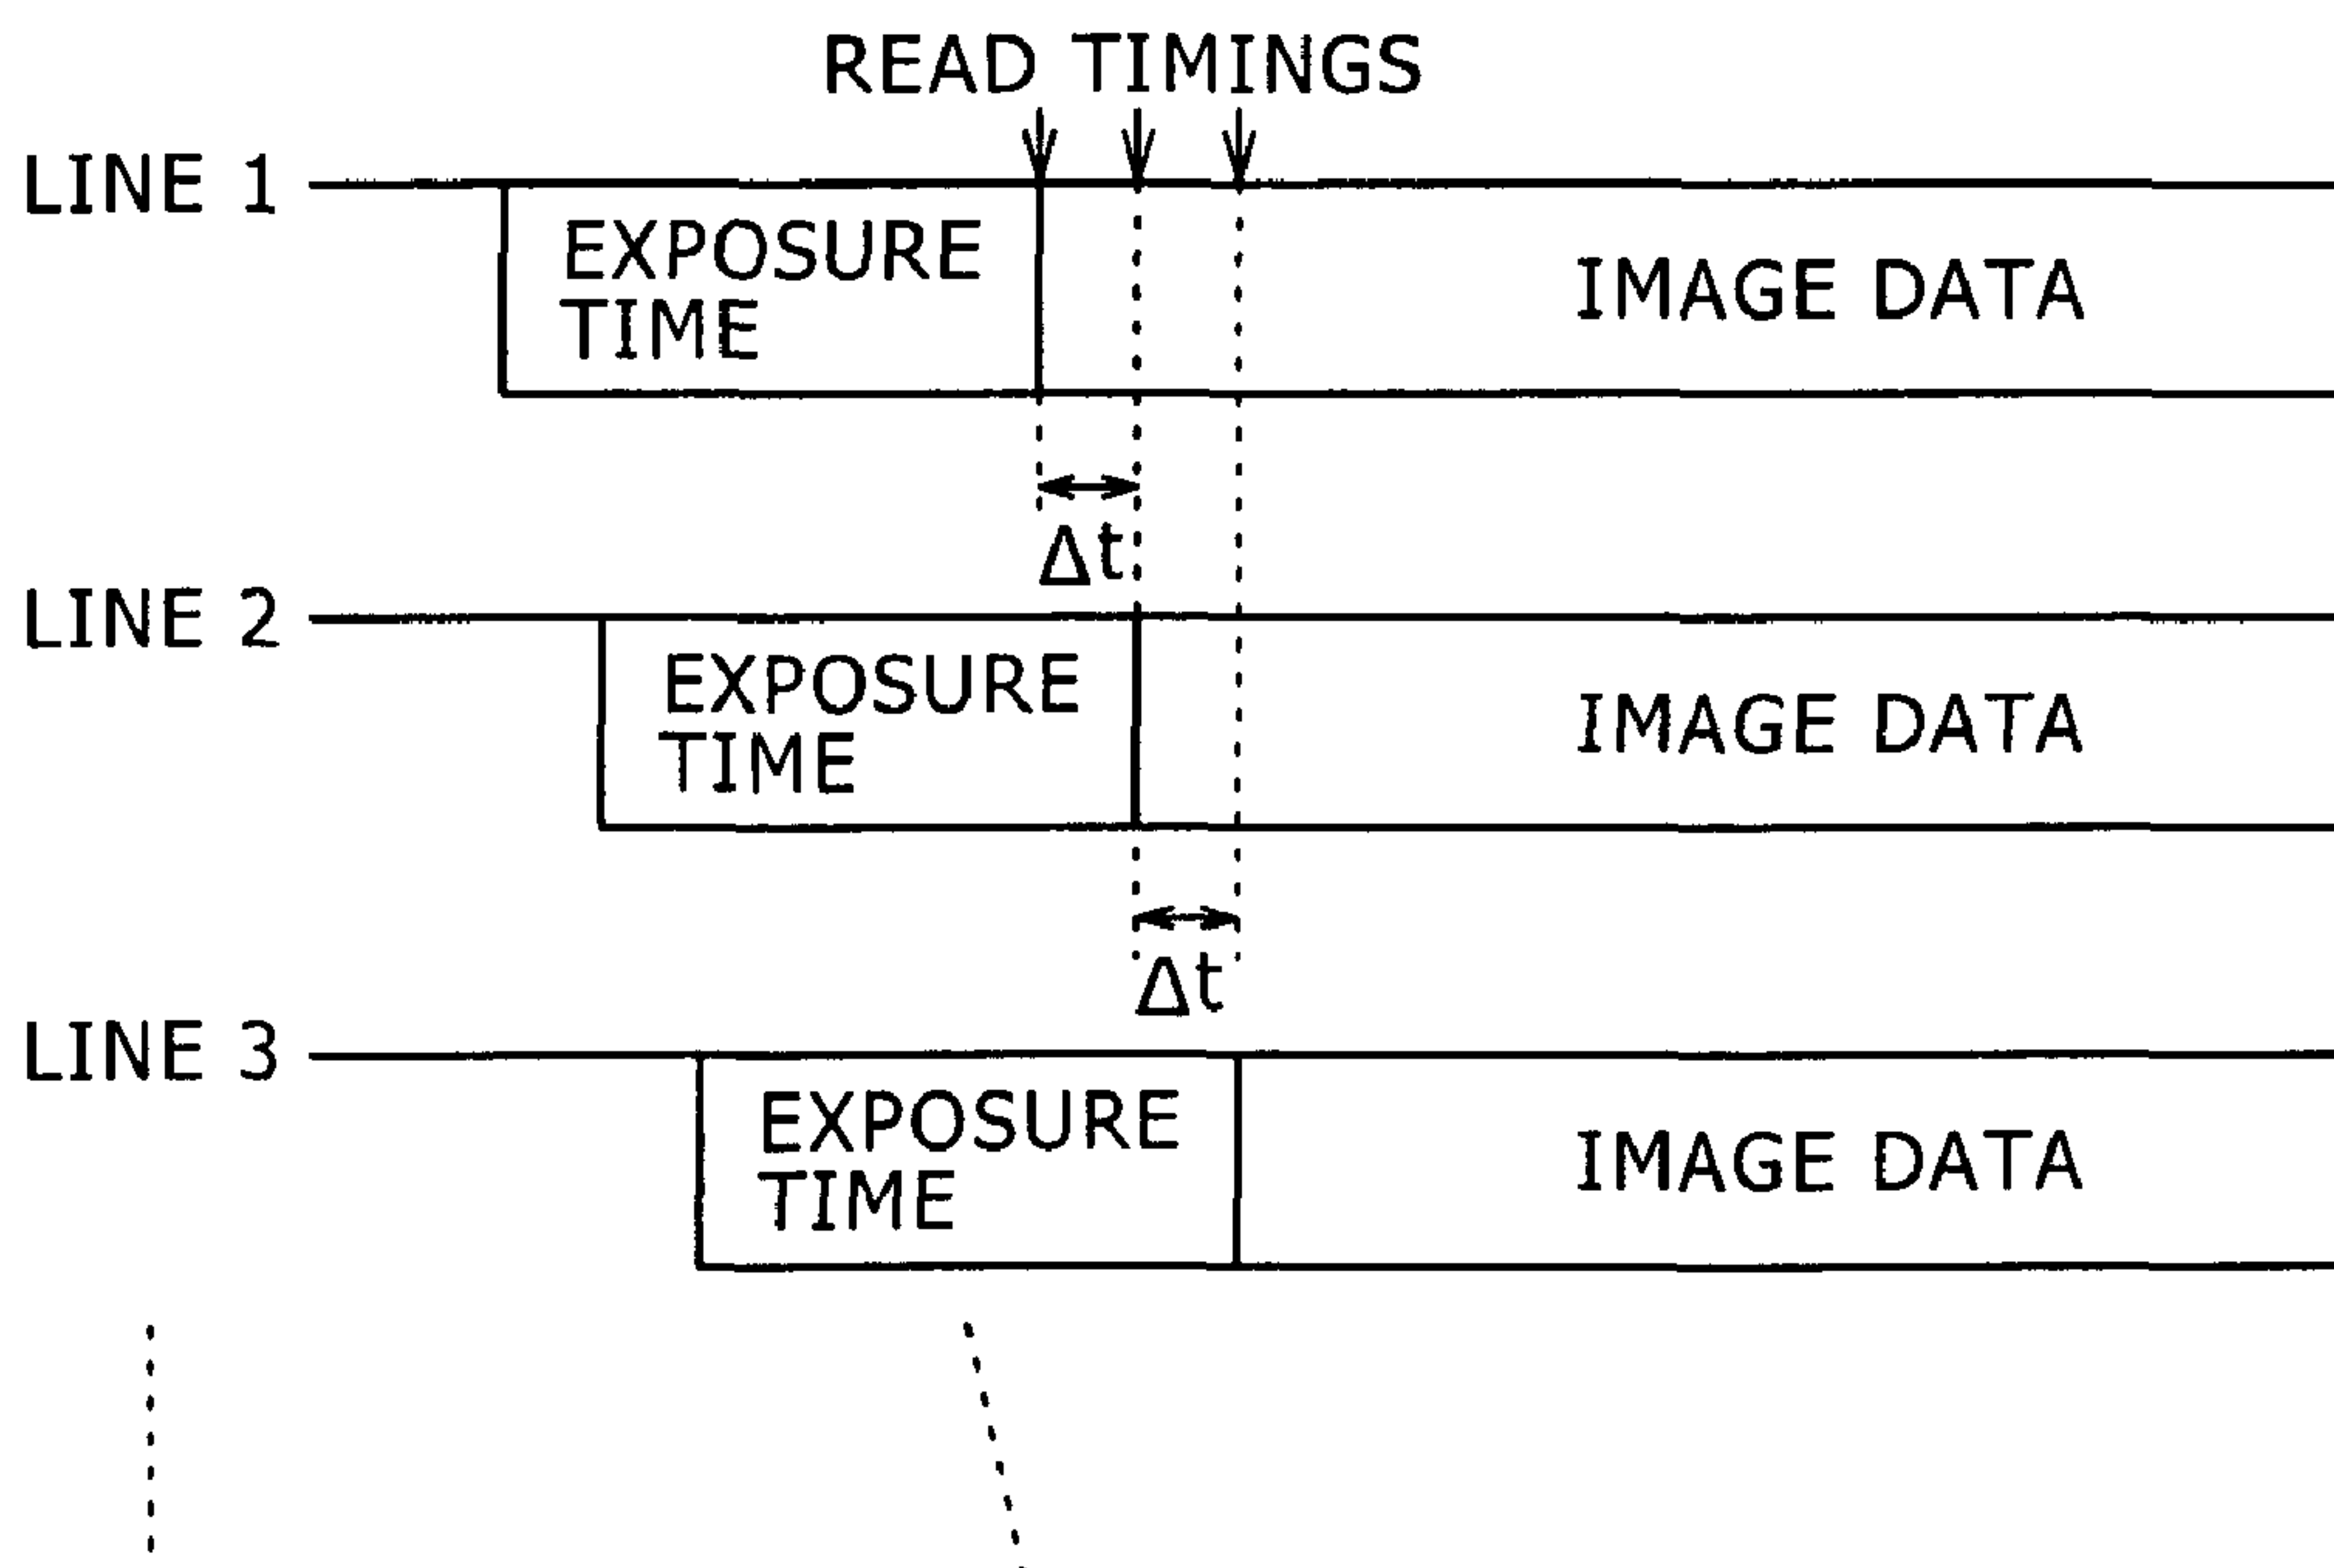 READ TIMINGS
LINE 1
EXPOSURE
TIME
IMAGE DATA
Δt
LINE 2
EXPOSURE
TIME
IMAGE DATA
Δt
LINE 3
EXPOSURE
TIME
IMAGE DATA